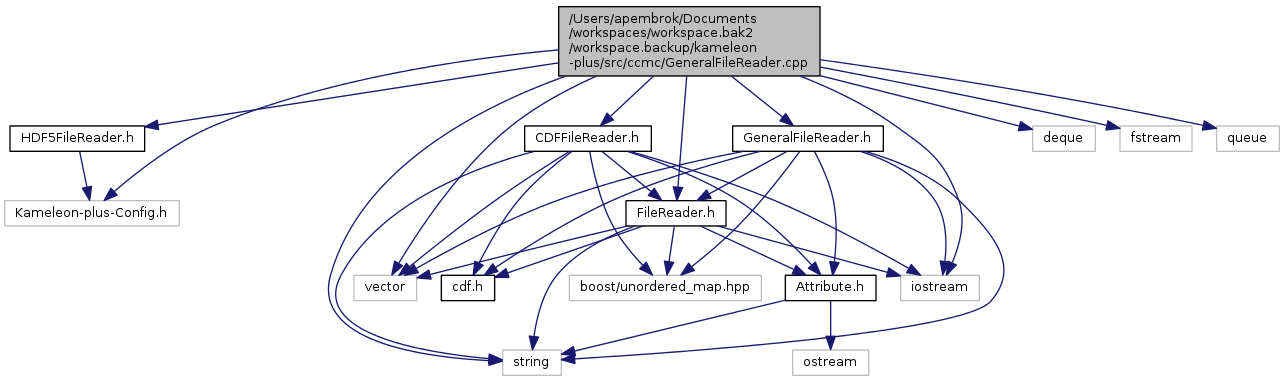 /Users/apembrok/Documents
/workspaces/workspace.bak2
/workspace.backup/kameleon
-plus/src/ccmc/GeneralFileReader.cpp
HDF5FileReader.h
CDFFileReader.h
GeneralFileReader.h
deque
fstream
queue
Kameleon-plus-Config.h
FileReader.h
vector
cdf.h
boost/unordered_map.hpp
Attribute.h
iostream
string
ostream